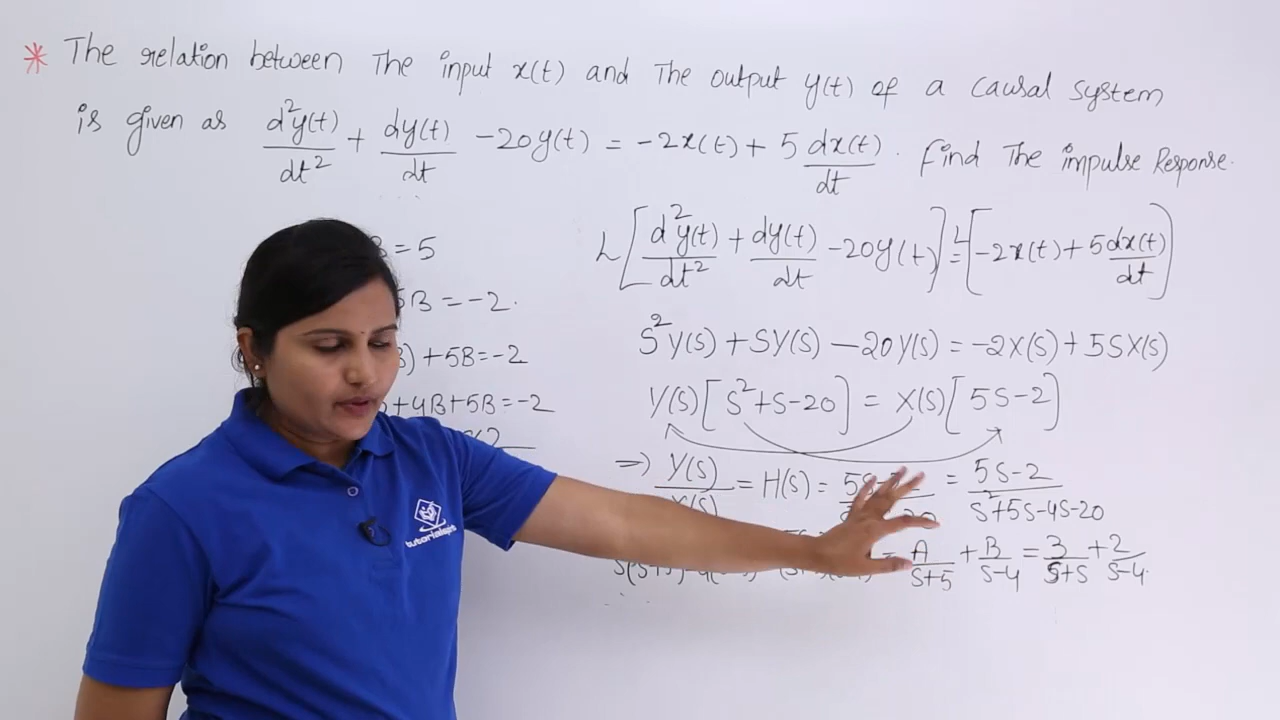 * The relation between The input x(t) and The output y(t) of a causal system
is given as d²y(t)/dt² + dy(t)/dt - 20y(t) = -2x(t) + 5 dx(t)/dt. Find The impulse Response.
B = 5
5B = -2.
) + 5B = -2
+4B+5B = -2
L[d²y(t)/dt² + dy(t)/dt - 20y(t)] = L[-2x(t) + 5dx(t)/dt]
S²Y(S) + SY(S) - 20Y(S) = -2X(S) + 5SX(S)
Y(S)[S²+S-20] = X(S)[5S-2]
=> Y(S)/X(S) = H(S) = = 5S-2/S²+5S-4S-20
= A/S+5 + B/S-4 = 3/S+5 + 2/S-4.
tutorialspoint